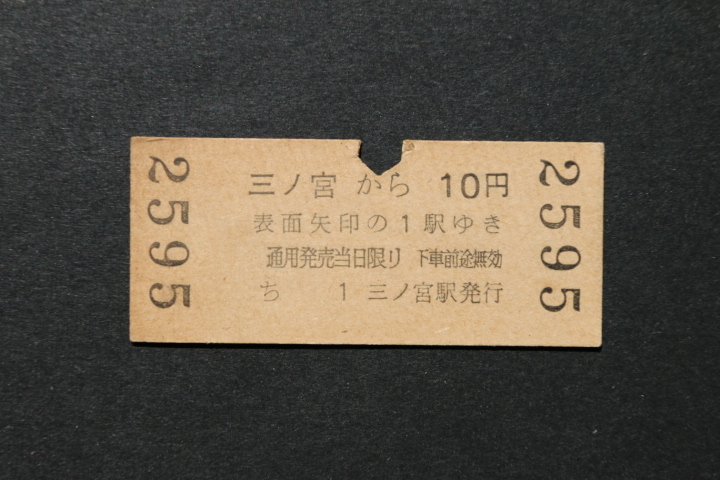 2595
三ノ宮 から 10円
表面矢印の1駅ゆき
通用発売当日限り 下車前途無効
ち 1 三ノ宮駅発行
2595